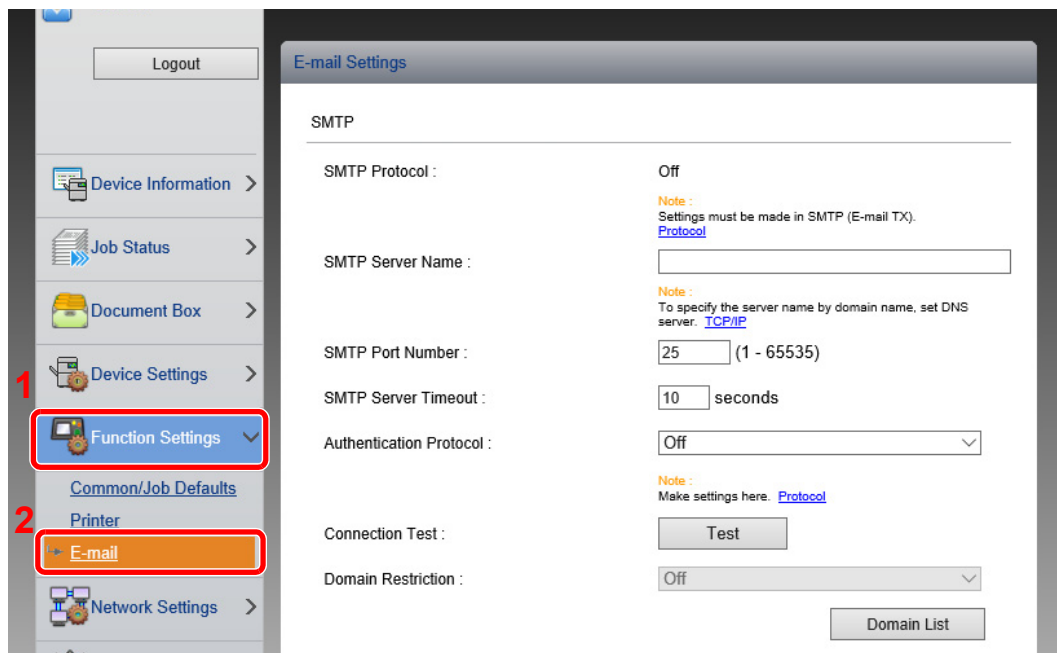 Logout
Device Information
Job Status
Document Box
1
Device Settings
Function Settings
Common/Job Defaults
2
Printer
E-mail
Network Settings
E-mail Settings
SMTP
SMTP Protocol : Off
Note :
Settings must be made in SMTP (E-mail TX).
Protocol
SMTP Server Name :
Note :
To specify the server name by domain name, set DNS
server. TCP/IP
SMTP Port Number : 25 (1 - 65535)
SMTP Server Timeout : 10 seconds
Authentication Protocol : Off
Note :
Make settings here. Protocol
Connection Test : Test
Domain Restriction : Off
Domain List